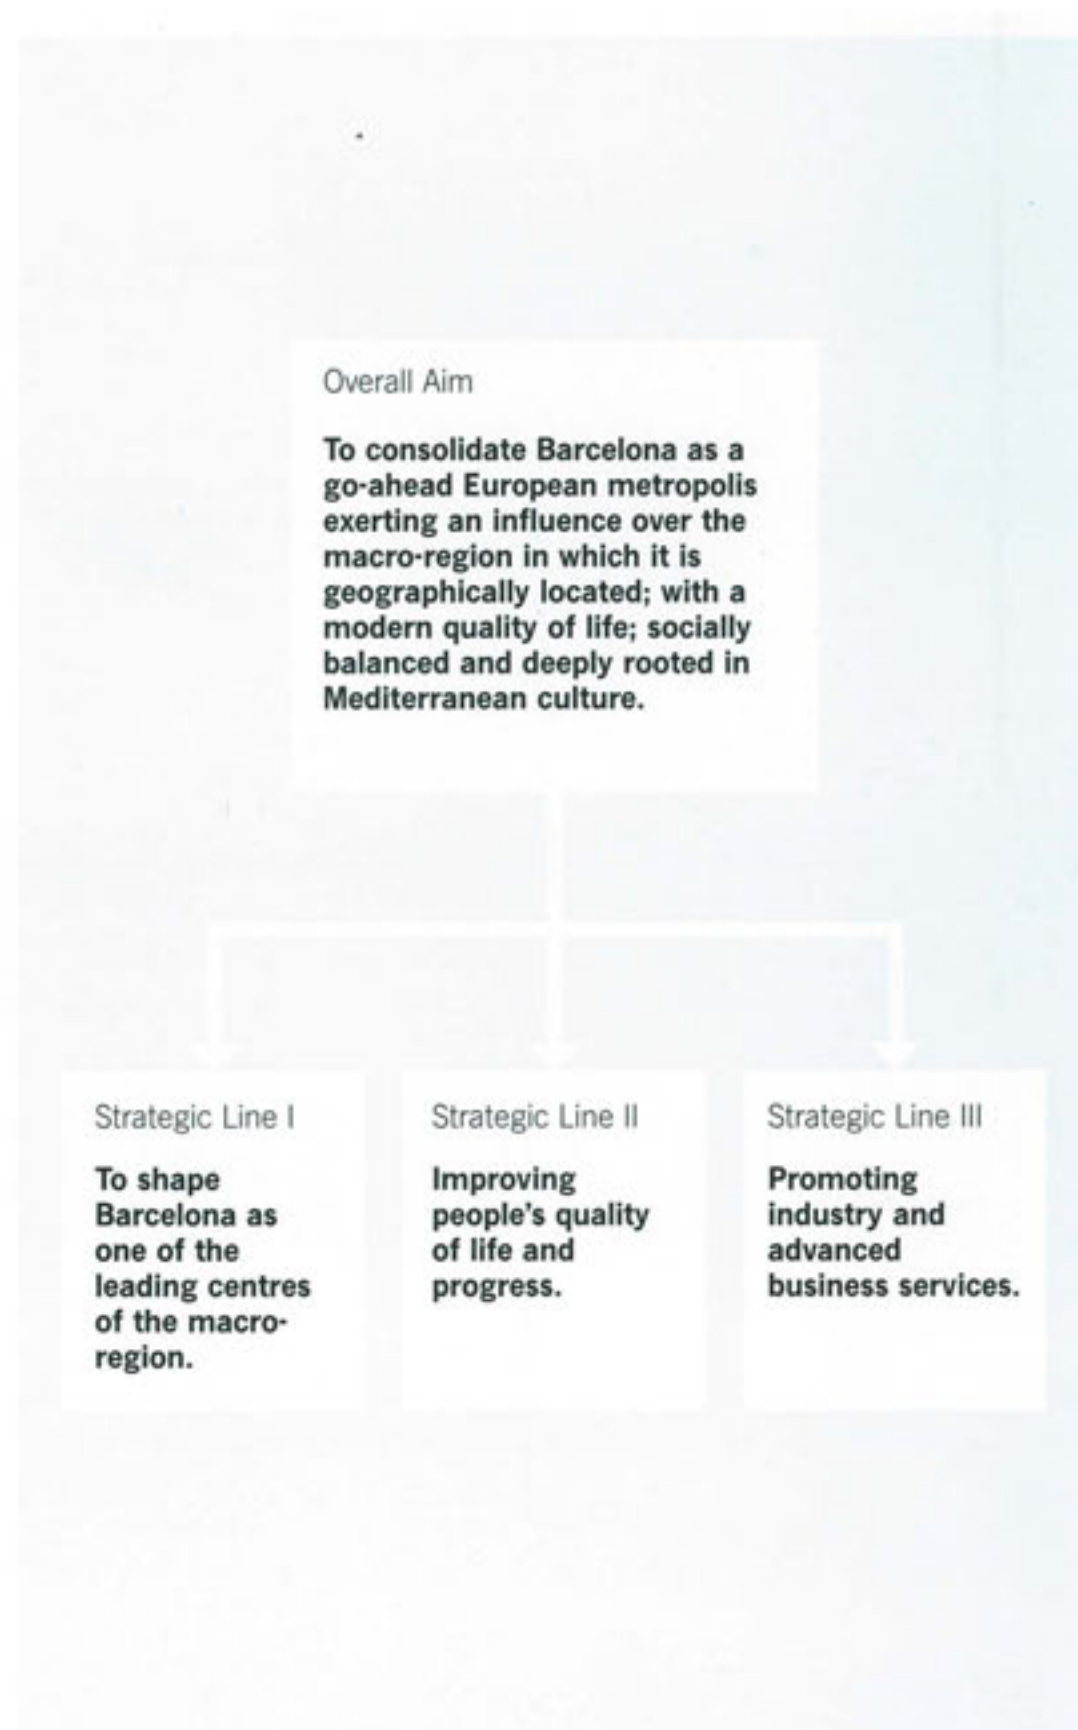 Overall Aim
To consolidate Barcelona as a
go-ahead European metropolis
exerting an influence over the
macro-region in which it is
geographically located; with a
modern quality of life; socially
balanced and deeply rooted in
Mediterranean culture.
Strategic Line I
To shape
Barcelona as
one of the
leading centres
of the macro-
region.
Strategic Line II
Improving
people's quality
of life and
progress.
Strategic Line III
Promoting
industry and
advanced
business services.